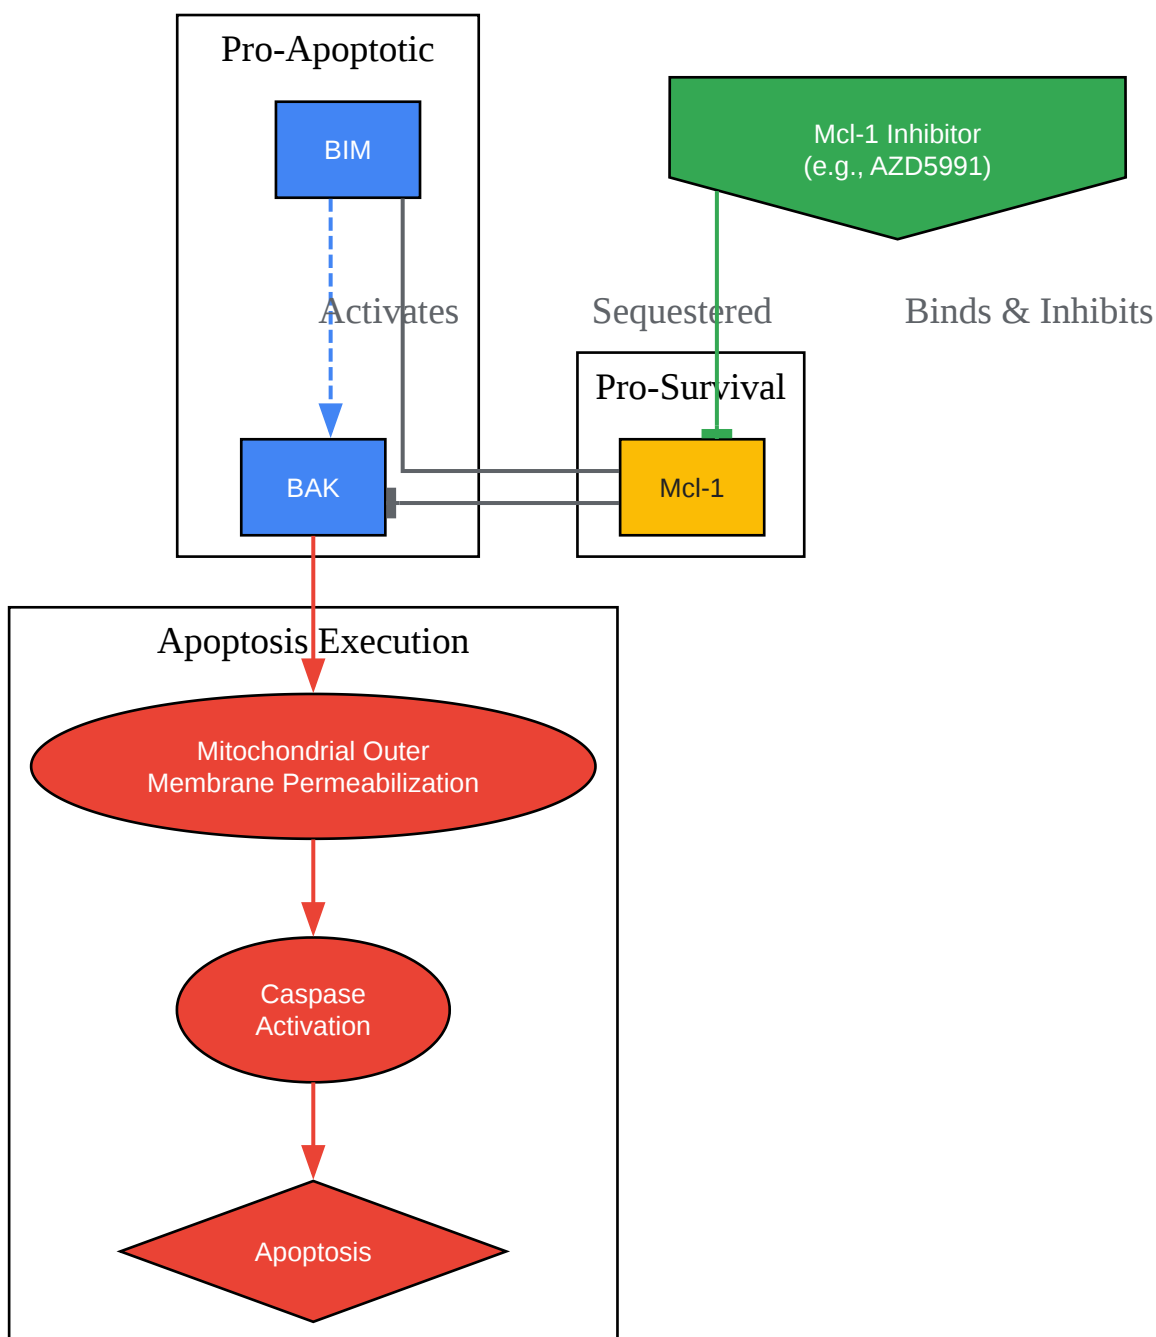 Pro-Apoptotic
BIM
Mcl-1 Inhibitor
(e.g., AZD5991)
Activates
Sequestered
Binds & Inhibits
Pro-Survival
BAK
Mcl-1
Apoptosis Execution
Mitochondrial Outer
Membrane Permeabilization
Caspase
Activation
Apoptosis